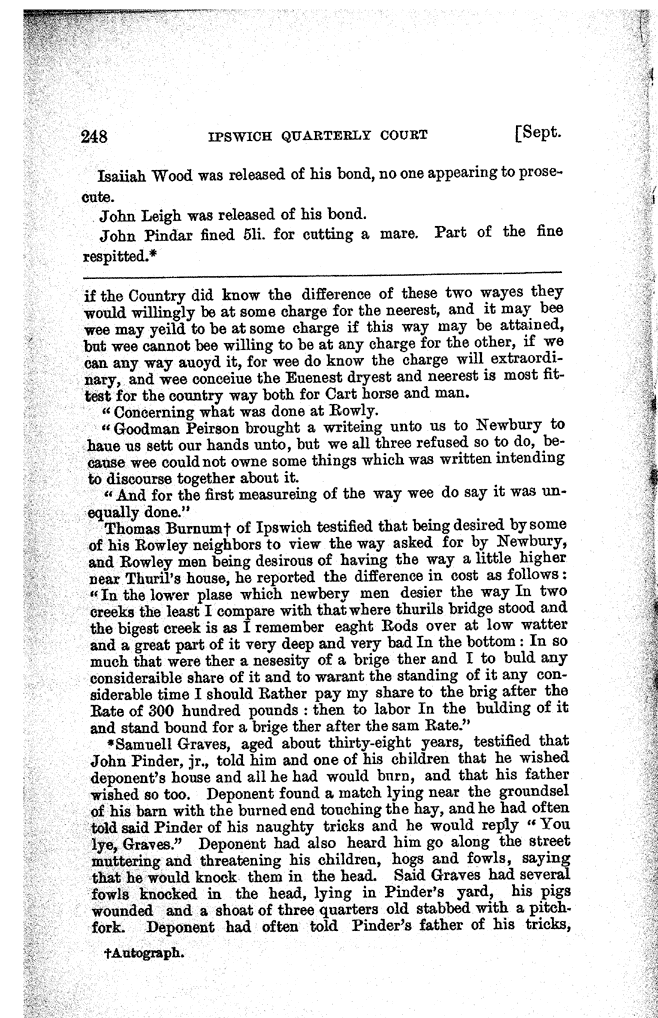 248 IPSWICH QUARTERLY COURT [Sept.
Isaiiah Wood was released of his bond, no one appearing to prose-
cute.
John Leigh was released of his bond.
John Pindar fined 5li. for cutting a mare. Part of the fine
respitted.*
if the Country did know the difference of these two wayes they
would willingly be at some charge for the neerest, and it may bee
wee may yeild to be at some charge if this way may be attained,
but wee cannot bee willing to be at any charge for the other, if we
can any way auoyd it, for wee do know the charge will extraordi-
nary, and wee conceiue the Euenest dryest and neerest is most fit-
test for the country way both for Cart horse and man.
"Concerning what was done at Rowly.
"Goodman Peirson brought a writeing unto us to Newbury to
haue us sett our hands unto, but we all three refused so to do, be-
cause wee could not owne some things which was written intending
to discourse together about it.
"And for the first measureing of the way wee do say it was un-
equally done."
Thomas Burnum† of Ipswich testified that being desired by some
of his Rowley neighbors to view the way asked for by Newbury,
and Rowley men being desirous of having the way a little higher
near Thuril's house, he reported the difference in cost as follows:
"In the lower plase which newbery men desier the way In two
creeks the least I compare with that where thurils bridge stood and
the bigest creek is as I remember eaght Rods over at low watter
and a great part of it very deep and very bad In the bottom: In so
much that were ther a nesesity of a brige ther and I to buld any
consideraible share of it and to warant the standing of it any con-
siderable time I should Rather pay my share to the brig after the
Rate of 300 hundred pounds: then to labor In the bulding of it
and stand bound for a brige ther after the sam Rate."
*Samuell Graves, aged about thirty-eight years, testified that
John Pinder, jr., told him and one of his children that he wished
deponent's house and all he had would burn, and that his father
wished so too. Deponent found a match lying near the groundsel
of his barn with the burned end touching the hay, and he had often
told said Pinder of his naughty tricks and he would reply "You
lye, Graves." Deponent had also heard him go along the street
muttering and threatening his children, hogs and fowls, saying
that he would knock them in the head. Said Graves had several
fowls knocked in the head, lying in Pinder's yard, his pigs
wounded and a shoat of three quarters old stabbed with a pitch-
fork. Deponent had often told Pinder's father of his tricks,
†Autograph.